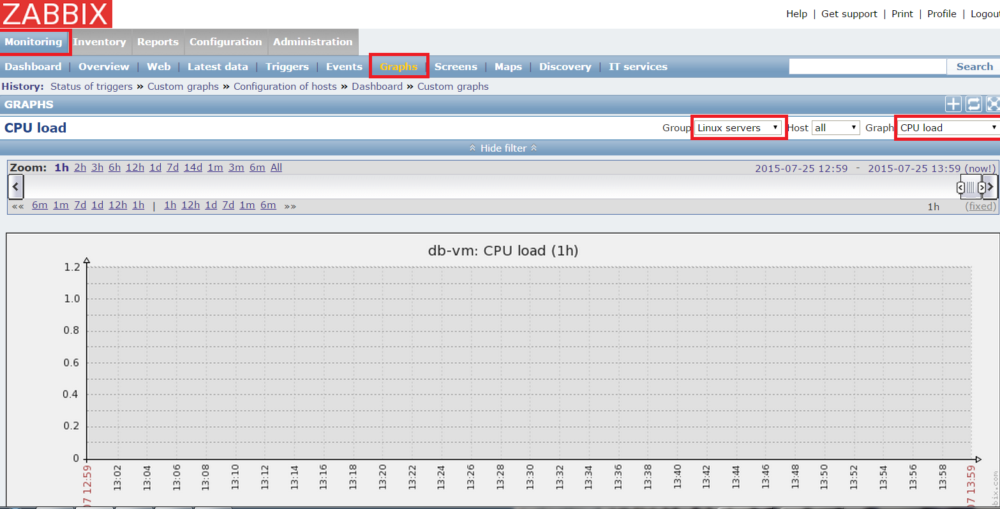 ZABBIX
Help | Get support | Print | Profile | Logout
Monitoring Inventory Reports Configuration Administration
Dashboard | Overview | Web | Latest data | Triggers | Events | Graphs | Screens | Maps | Discovery | IT services Search
History: Status of triggers » Custom graphs » Configuration of hosts » Dashboard » Custom graphs
GRAPHS
CPU load Group Linux servers Host all Graph CPU load
Hide filter
Zoom: 1h 2h 3h 6h 12h 1d 7d 14d 1m 3m 6m All 2015-07-25 12:59 - 2015-07-25 13:59 (now!)
«« 6m 1m 7d 1d 12h 1h | 1h 12h 1d 7d 1m 6m »» 1h (fixed)
db-vm: CPU load (1h)
1.2
1.0
0.8
0.6
0.4
0.2
0
07 12:59 13:02 13:04 13:06 13:08 13:10 13:12 13:14 13:16 13:18 13:20 13:22 13:24 13:26 13:28 13:30 13:32 13:34 13:36 13:38 13:40 13:42 13:44 13:46 13:48 13:50 13:52 13:54 13:56 13:58 07 13:59